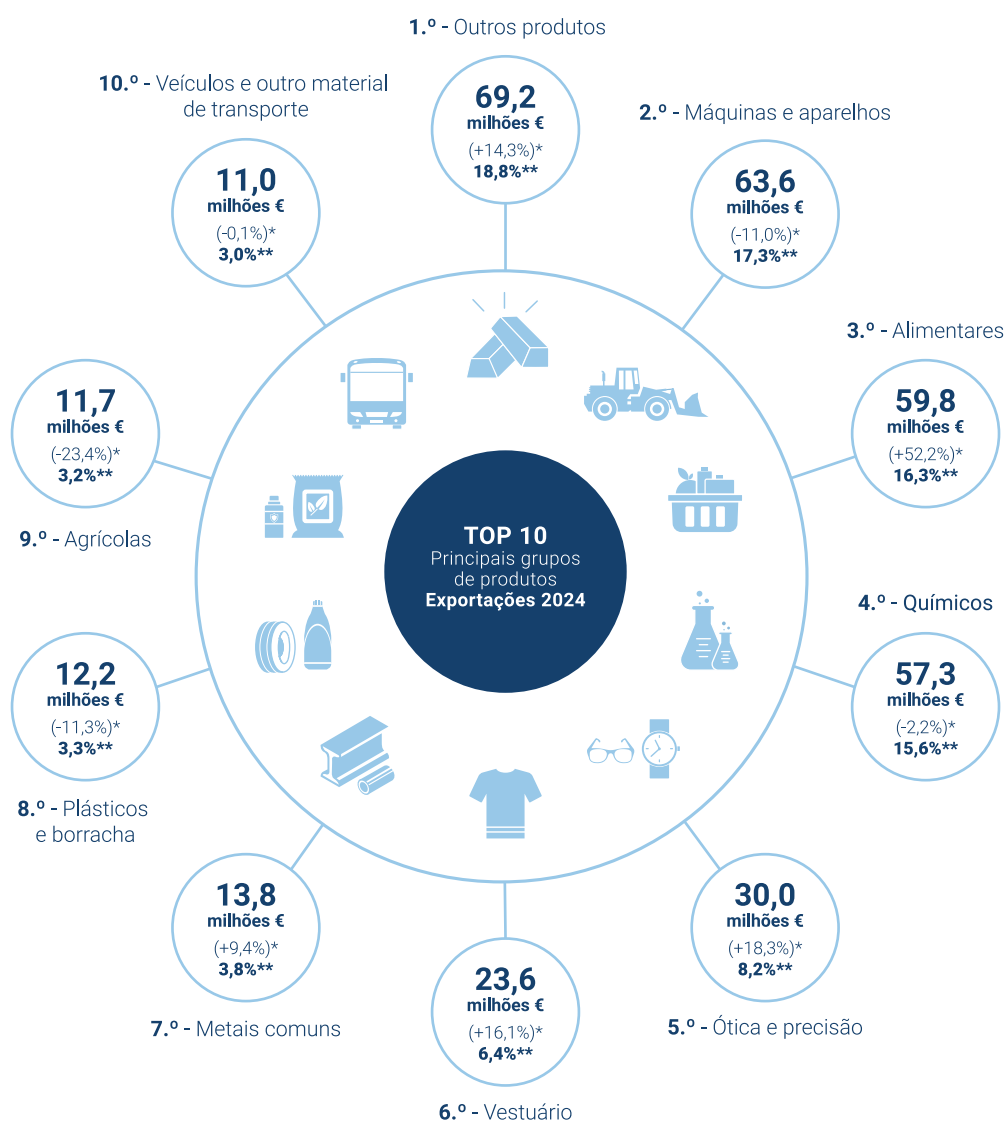 1.º - Outros produtos
69,2
milhões €
(+14,3%)*
18,8%**
2.º - Máquinas e aparelhos
63,6
milhões €
(-11,0%)*
17,3%**
3.º - Alimentares
59,8
milhões €
(+52,2%)*
16,3%**
4.º - Químicos
57,3
milhões €
(-2,2%)*
15,6%**
30,0
milhões €
(+18,3%)*
8,2%**
5.º - Ótica e precisão
23,6
milhões €
(+16,1%)*
6,4%**
6.º - Vestuário
13,8
milhões €
(+9,4%)*
3,8%**
7.º - Metais comuns
12,2
milhões €
(-11,3%)*
3,3%**
8.º - Plásticos
e borracha
11,7
milhões €
(-23,4%)*
3,2%**
9.º - Agrícolas
10.º - Veículos e outro material
de transporte
11,0
milhões €
(-0,1%)*
3,0%**
TOP 10
Principais grupos
de produtos
Exportações 2024